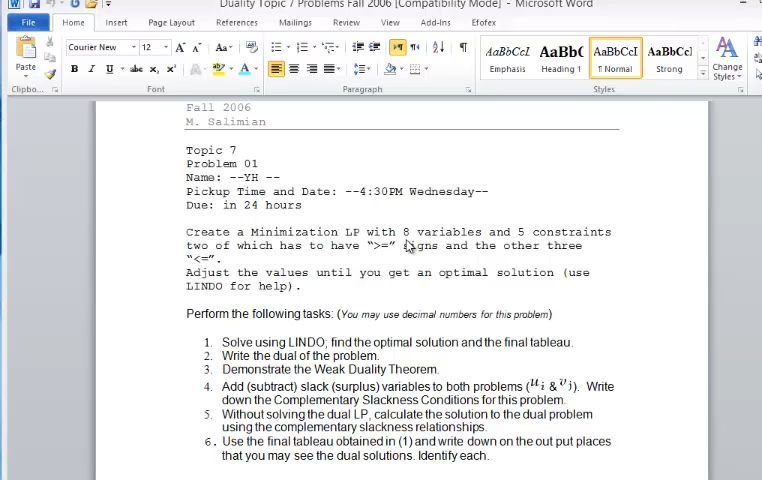 Duality Topic 7 Problems Fall 2006 [Compatibility Mode] - Microsoft Word
File Home Insert Page Layout References Mailings Review View Add-Ins Efofex
Courier New 12 A A Aa
Paste B I U abc x₂ x² A A
AaBbCcI AaBbC AaBbCcI AaBbCc
Emphasis Heading 1 ¶ Normal Strong Change Styles
Clipbo... Font Paragraph Styles
Fall 2006
M. Salimian
Topic 7
Problem 01
Name: --YH --
Pickup Time and Date: --4:30PM Wednesday--
Due: in 24 hours
Create a Minimization LP with 8 variables and 5 constraints
two of which has to have “>=” signs and the other three
“<=”.
Adjust the values until you get an optimal solution (use
LINDO for help).
Perform the following tasks: (You may use decimal numbers for this problem)
1. Solve using LINDO; find the optimal solution and the final tableau.
2. Write the dual of the problem.
3. Demonstrate the Weak Duality Theorem.
4. Add (subtract) slack (surplus) variables to both problems (uᵢ & vⱼ). Write
down the Complementary Slackness Conditions for this problem.
5. Without solving the dual LP, calculate the solution to the dual problem
using the complementary slackness relationships.
6. Use the final tableau obtained in (1) and write down on the out put places
that you may see the dual solutions. Identify each.